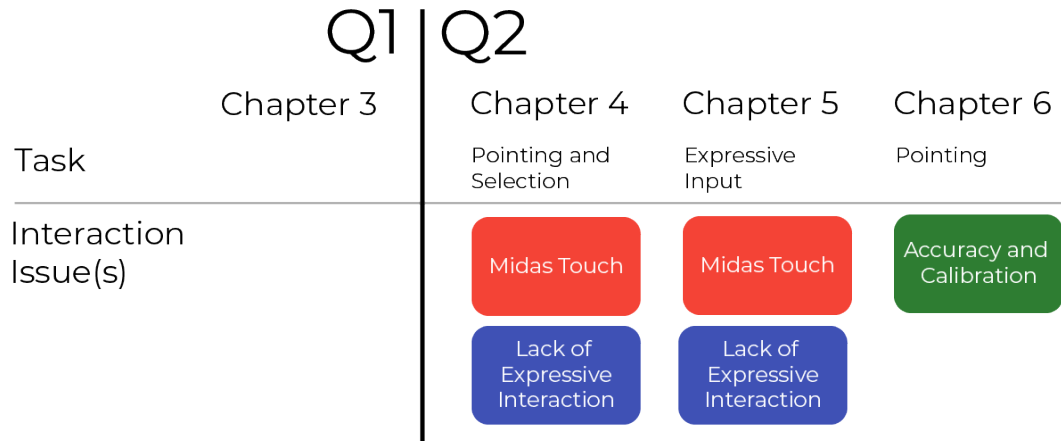 Q1 Q2
Chapter 3 Chapter 4 Chapter 5 Chapter 6
Task
Pointing and
Selection
Expressive
Input
Pointing
Interaction
Issue(s)
Midas Touch
Midas Touch
Accuracy and
Calibration
Lack of
Expressive
Interaction
Lack of
Expressive
Interaction